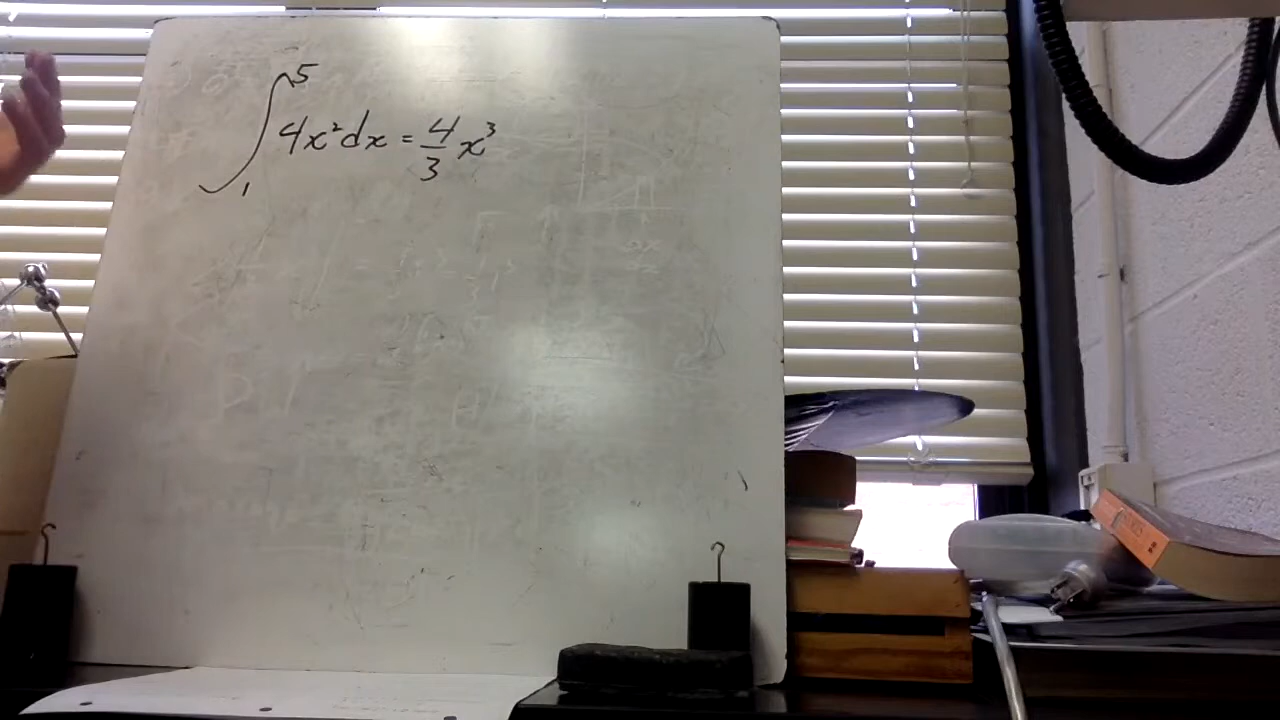 ∫₁⁵ 4x²dx = 4/3 x³